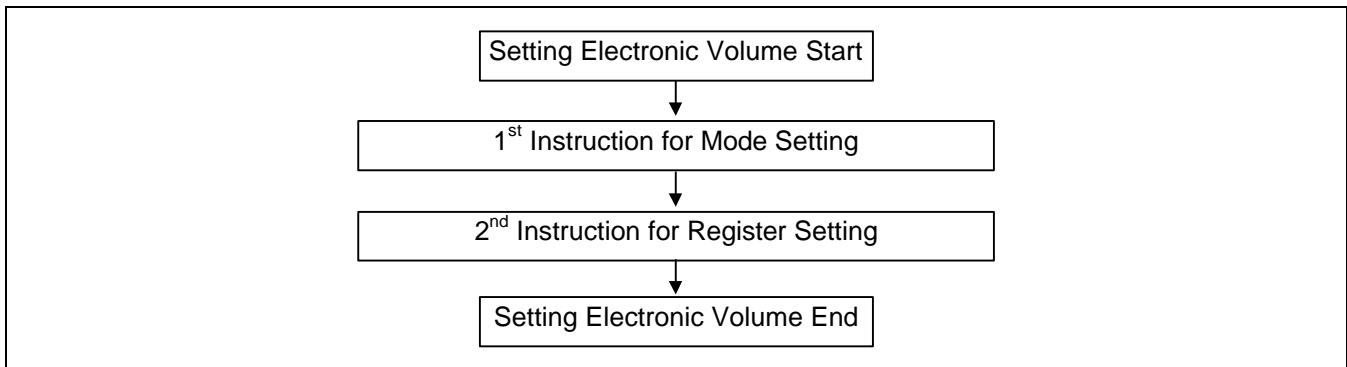 Setting Electronic Volume Start
1st Instruction for Mode Setting
2nd Instruction for Register Setting
Setting Electronic Volume End